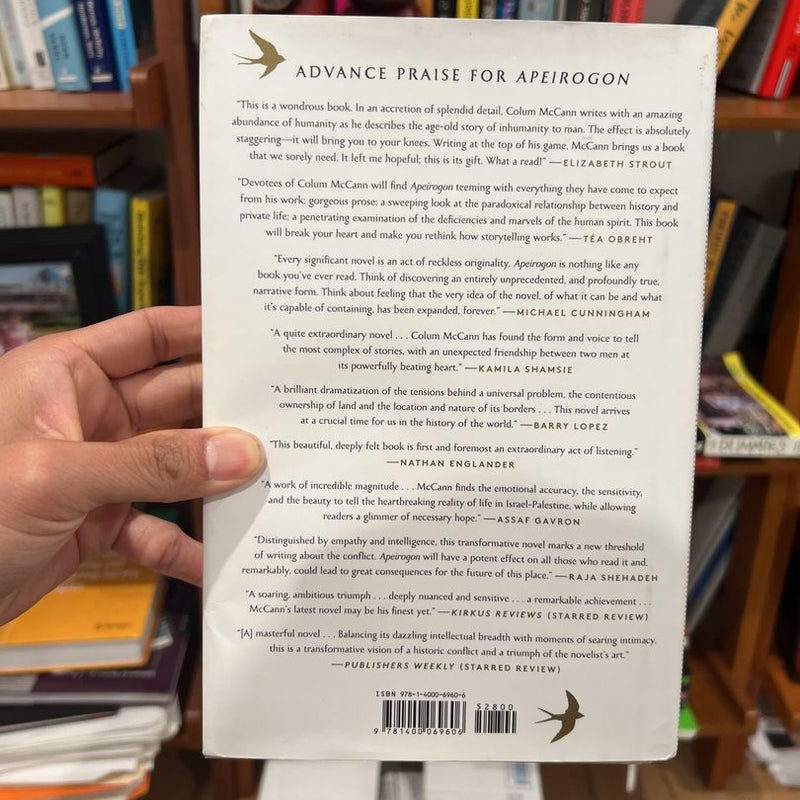 ADVANCE PRAISE FOR APEIROGON
"This is a wondrous book. In an accretion of splendid detail, Colum McCann writes with an amazing
abundance of humanity as he describes the age-old story of inhumanity to man. The effect is absolutely
staggering—it will bring you to your knees. Writing at the top of his game, McCann brings us a book
that we sorely need. It left me hopeful; this is its gift. What a read!" —ELIZABETH STROUT
"Devotees of Colum McCann will find Apeirogon teeming with everything they have come to expect
from his work: gorgeous prose; a sweeping look at the paradoxical relationship between history and
private life; a penetrating examination of the deficiencies and marvels of the human spirit. This book
will break your heart and make you rethink how storytelling works." —TÉA OBREHT
"Every significant novel is an act of reckless originality. Apeirogon is nothing like any
book you've ever read. Think of discovering an entirely unprecedented, and profoundly true,
narrative form. Think about feeling that the very idea of the novel, of what it can be and what
it's capable of containing, has been expanded, forever." —MICHAEL CUNNINGHAM
"A quite extraordinary novel . . . Colum McCann has found the form and voice to tell
the most complex of stories, with an unexpected friendship between two men at
its powerfully beating heart." —KAMILA SHAMSIE
"A brilliant dramatization of the tensions behind a universal problem, the contentious
ownership of land and the location and nature of its borders . . . This novel arrives
at a crucial time for us in the history of the world." —BARRY LOPEZ
"This beautiful, deeply felt book is first and foremost an extraordinary act of listening."
—NATHAN ENGLANDER
"A work of incredible magnitude . . . McCann finds the emotional accuracy, the sensitivity,
and the beauty to tell the heartbreaking reality of life in Israel-Palestine, while allowing
readers a glimmer of necessary hope." —ASSAF GAVRON
"Distinguished by empathy and intelligence, this transformative novel marks a new threshold
of writing about the conflict. Apeirogon will have a potent effect on all those who read it and,
remarkably, could lead to great consequences for the future of this place." —RAJA SHEHADEH
"A soaring, ambitious triumph . . . deeply nuanced and sensitive . . . a remarkable achievement . . .
McCann's latest novel may be his finest yet." —KIRKUS REVIEWS (STARRED REVIEW)
"[A] masterful novel . . . Balancing its dazzling intellectual breadth with moments of searing intimacy,
this is a transformative vision of a historic conflict and a triumph of the novelist's art."
—PUBLISHERS WEEKLY (STARRED REVIEW)
ISBN 978-1-4000-6960-6
52800
9 781400 069606